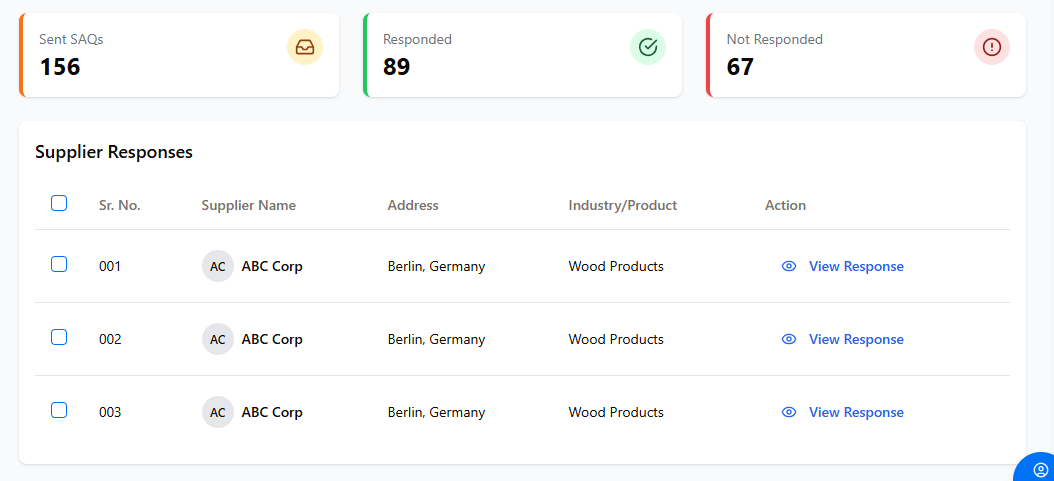 Sent SAQs
156
Responded
89
Not Responded
67
Supplier Responses
Sr. No. Supplier Name Address Industry/Product Action
001 AC ABC Corp Berlin, Germany Wood Products View Response
002 AC ABC Corp Berlin, Germany Wood Products View Response
003 AC ABC Corp Berlin, Germany Wood Products View Response